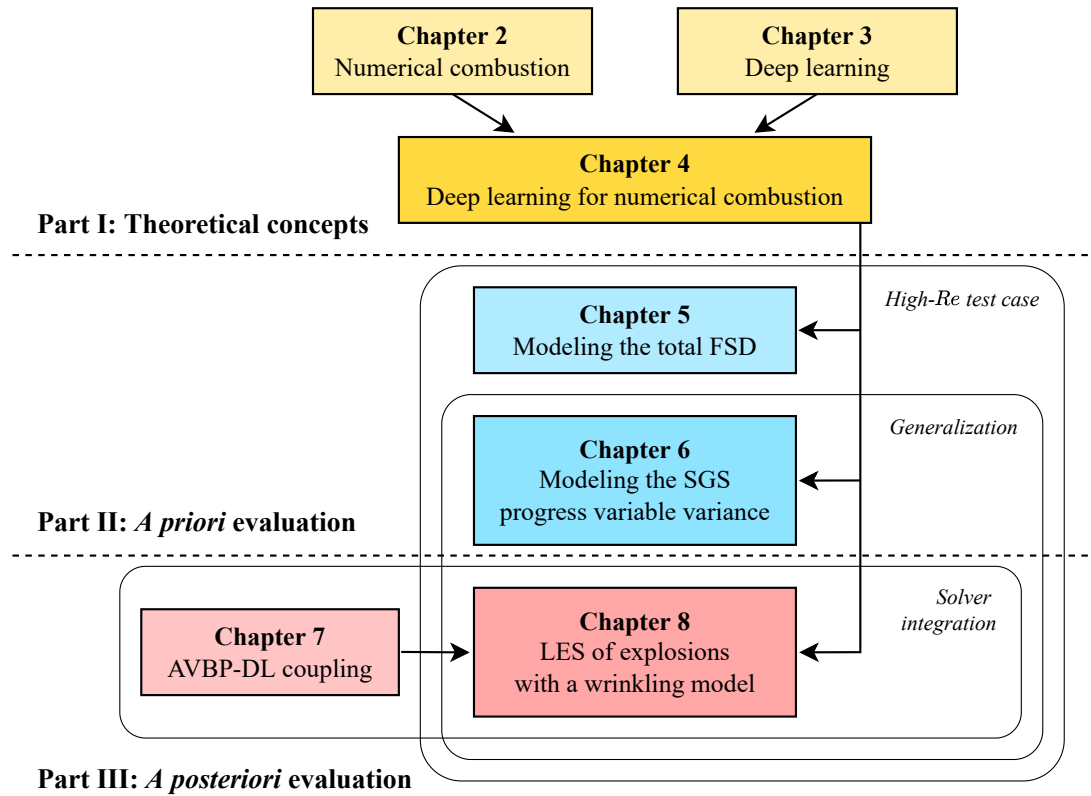 Chapter 2
Numerical combustion
Chapter 3
Deep learning
Chapter 4
Deep learning for numerical combustion
Part I: Theoretical concepts
High-Re test case
Chapter 5
Modeling the total FSD
Generalization
Chapter 6
Modeling the SGS
progress variable variance
Part II: A priori evaluation
Solver
integration
Chapter 7
AVBP-DL coupling
Chapter 8
LES of explosions
with a wrinkling model
Part III: A posteriori evaluation